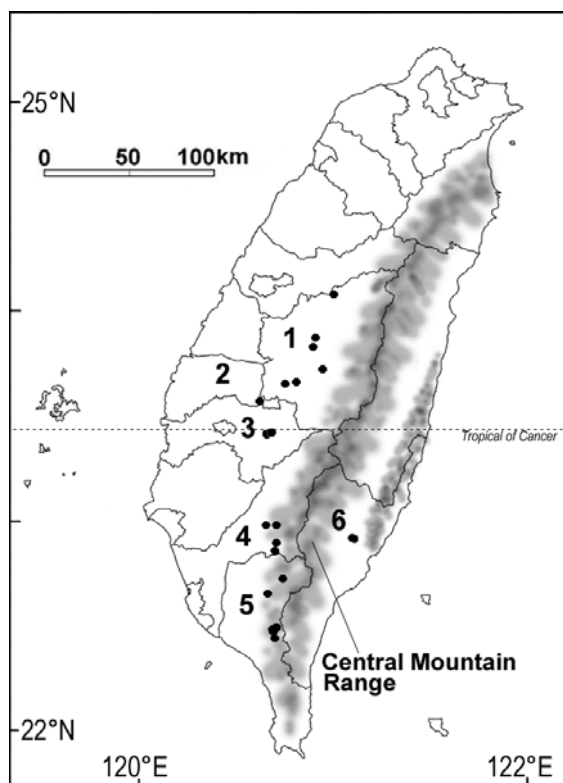 25°N
0 50 100km
1
2
3
Tropical of Cancer
4
6
5
Central Mountain
Range
22°N
120°E 122°E